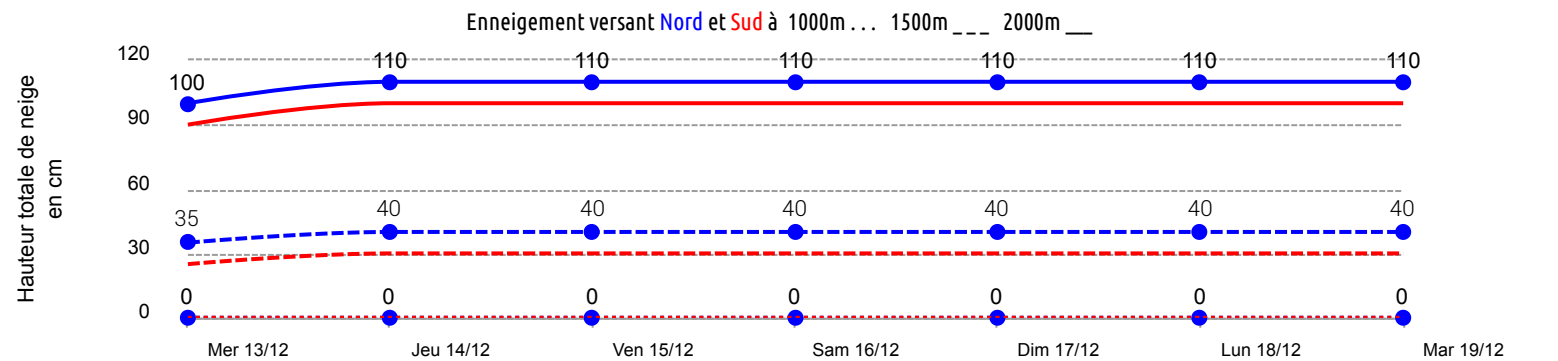 Enneigement versant Nord et Sud à 1000m . . . 1500m _ _ _ 2000m __
Hauteur totale de neige
en cm
120
90
60
30
0
100 110 110 110 110 110 110
35 40 40 40 40 40 40
0 0 0 0 0 0 0
Mer 13/12 Jeu 14/12 Ven 15/12 Sam 16/12 Dim 17/12 Lun 18/12 Mar 19/12